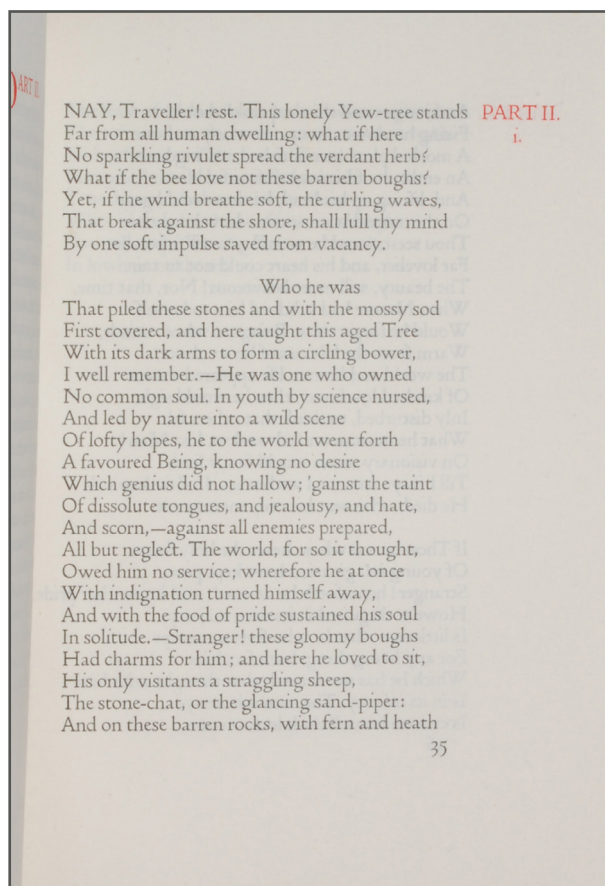 ART II.
NAY, Traveller! rest. This lonely Yew-tree stands PART II.
Far from all human dwelling: what if here i.
No sparkling rivulet spread the verdant herb?
What if the bee love not these barren boughs?
Yet, if the wind breathe soft, the curling waves,
That break against the shore, shall lull thy mind
By one soft impulse saved from vacancy.
Who he was
That piled these stones and with the mossy sod
First covered, and here taught this aged Tree
With its dark arms to form a circling bower,
I well remember.—He was one who owned
No common soul. In youth by science nursed,
And led by nature into a wild scene
Of lofty hopes, he to the world went forth
A favoured Being, knowing no desire
Which genius did not hallow; 'gainst the taint
Of dissolute tongues, and jealousy, and hate,
And scorn,—against all enemies prepared,
All but neglect. The world, for so it thought,
Owed him no service; wherefore he at once
With indignation turned himself away,
And with the food of pride sustained his soul
In solitude.—Stranger! these gloomy boughs
Had charms for him; and here he loved to sit,
His only visitants a straggling sheep,
The stone-chat, or the glancing sand-piper:
And on these barren rocks, with fern and heath
35